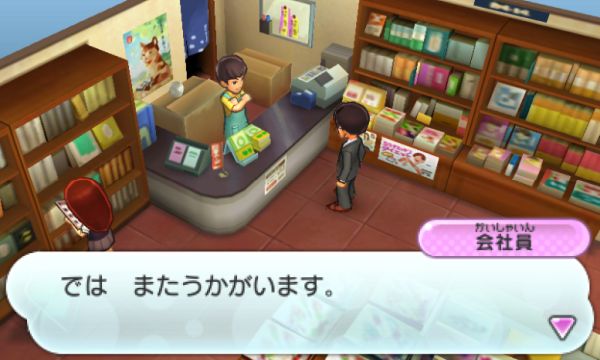 かいしゃいん
会社員
では　またうかがいます。